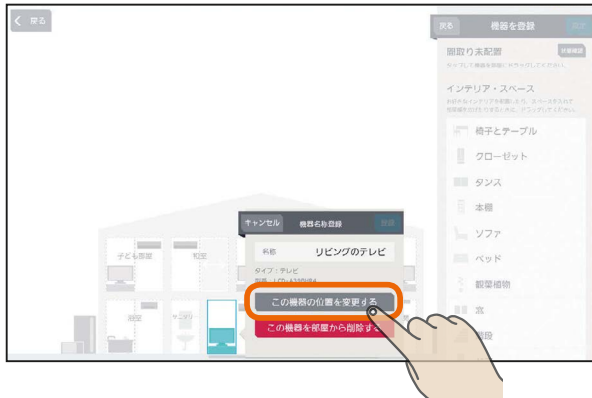 戻る
戻る 機器を登録
間取り未配置
インテリア・スペース
椅子とテーブル
クローゼット
タンス
本棚
ソファ
ベッド
観葉植物
窓
階段
キャンセル 機器名称登録 登録
名称 リビングのテレビ
タイプ：テレビ
この機器の位置を変更する
この機器を部屋から削除する
子ども部屋 和室
浴室